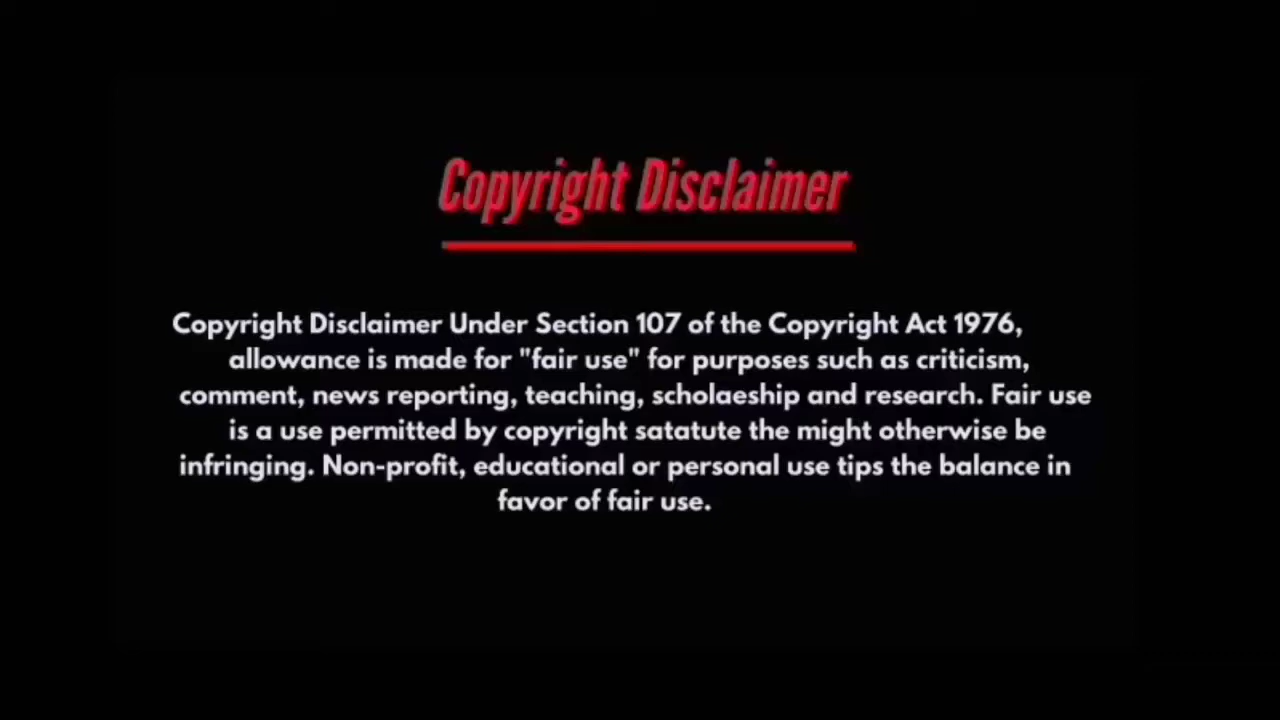 Copyright Disclaimer
Copyright Disclaimer Under Section 107 of the Copyright Act 1976,
allowance is made for "fair use" for purposes such as criticism,
comment, news reporting, teaching, scholaeship and research. Fair use
is a use permitted by copyright satatute the might otherwise be
infringing. Non-profit, educational or personal use tips the balance in
favor of fair use.